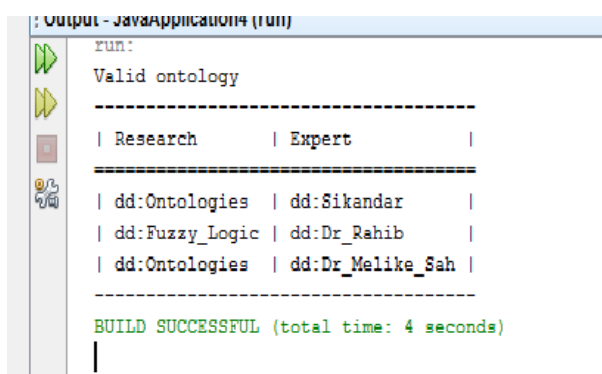 : Output - JavaApplication4 (run)
run:
Valid ontology
-------------------------------------
| Research      | Expert            |
=====================================
| dd:Ontologies  | dd:Sikandar      |
| dd:Fuzzy_Logic | dd:Dr_Rahib      |
| dd:Ontologies  | dd:Dr_Melike_Sah |
-------------------------------------
BUILD SUCCESSFUL (total time: 4 seconds)